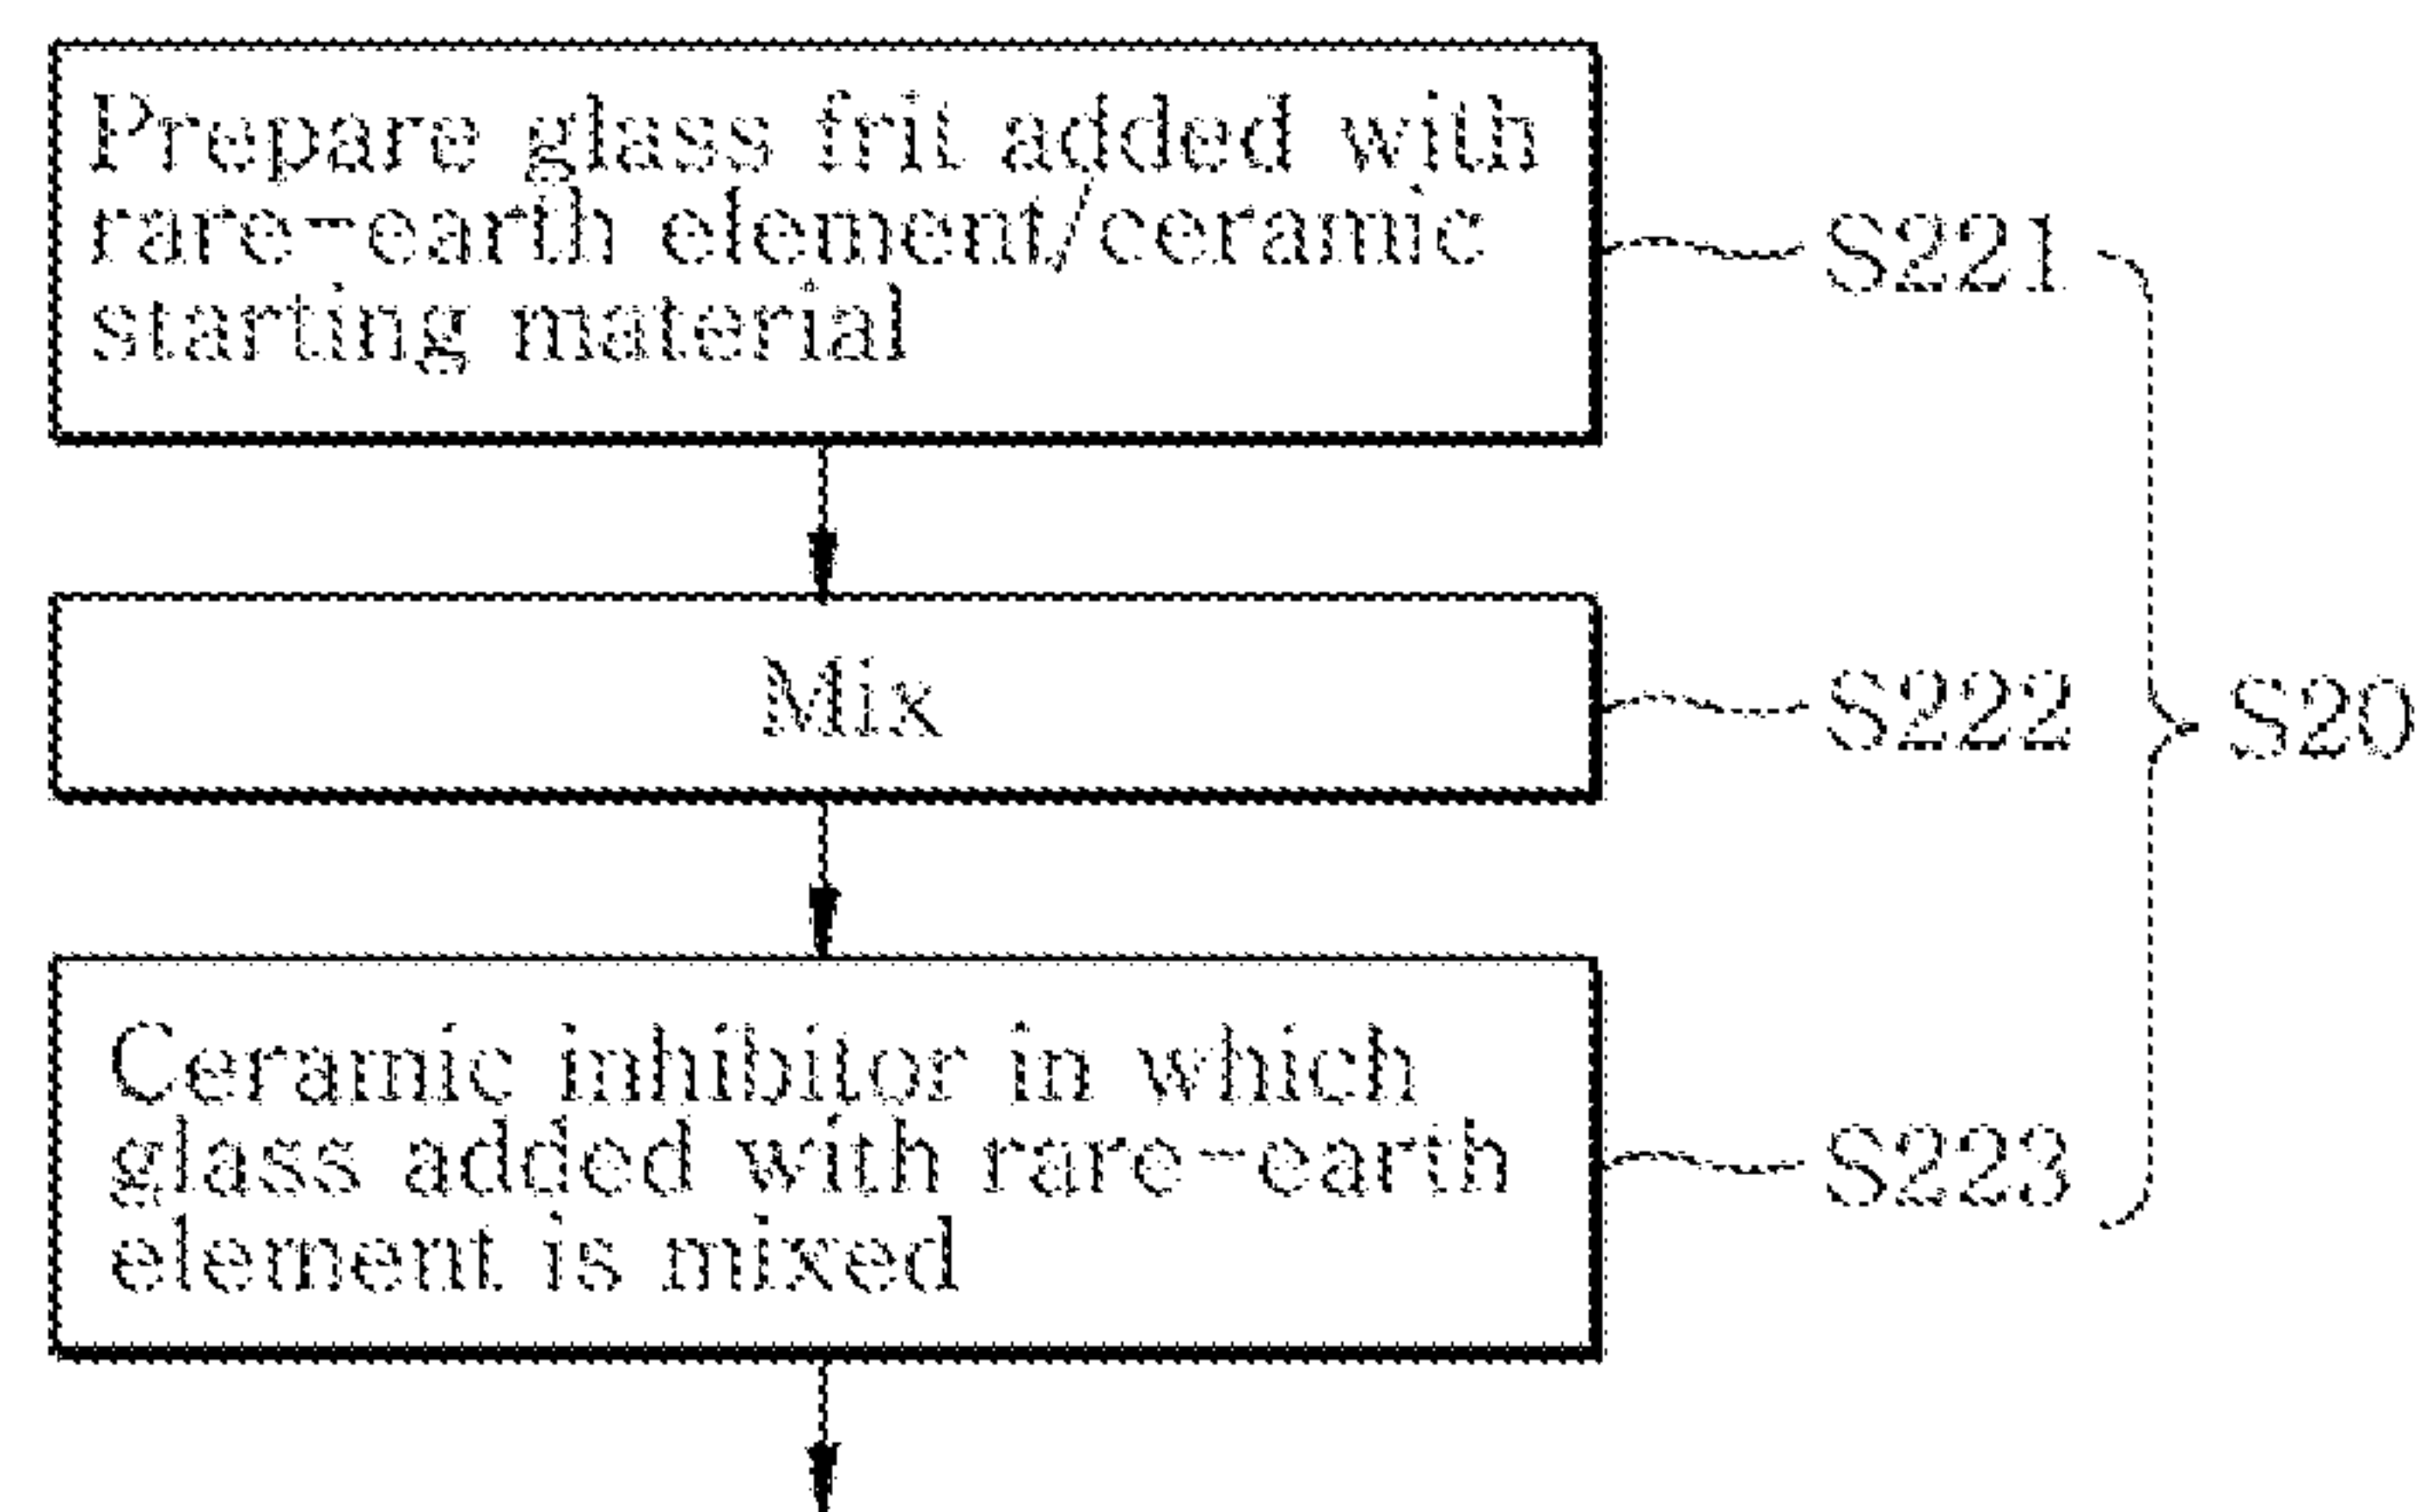 Prepare glass frit added with
rare-earth element/ceramic
starting material
S221
Mix
S222
S20
Ceramic inhibitor in which
glass added with rare-earth
element is mixed
S223